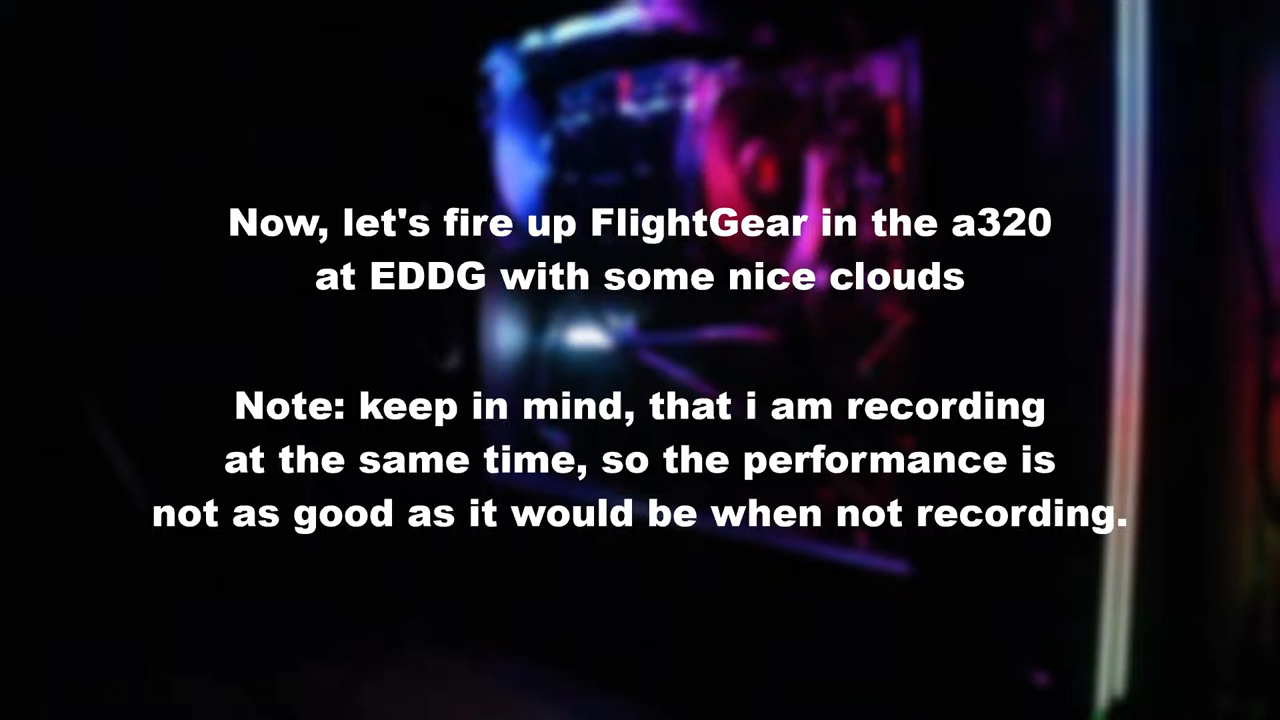 Now, let's fire up FlightGear in the a320
at EDDG with some nice clouds
Note: keep in mind, that i am recording
at the same time, so the performance is
not as good as it would be when not recording.